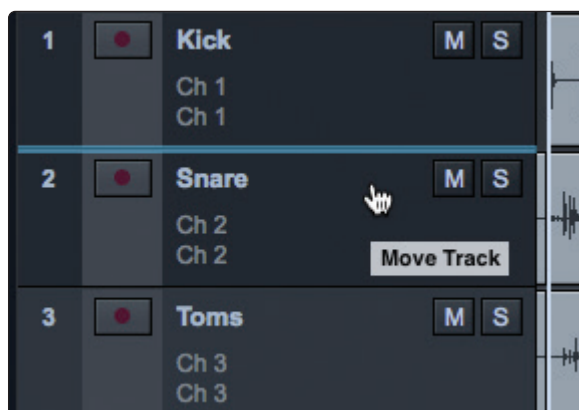 1 Kick M S
Ch 1
Ch 1
2 Snare M S
Ch 2
Ch 2
Move Track
3 Toms M S
Ch 3
Ch 3